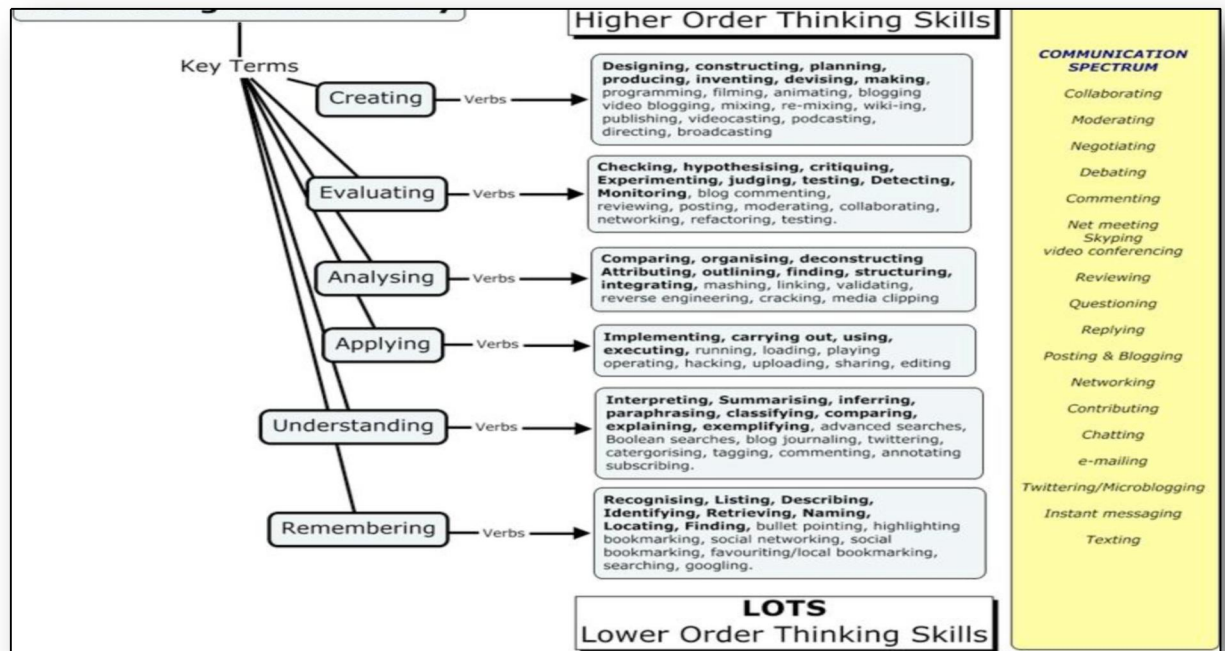 Higher Order Thinking Skills
Key Terms
Creating
Verbs
Designing, constructing, planning,
producing, inventing, devising, making,
programming, filming, animating, blogging
video blogging, mixing, re-mixing, wiki-ing,
publishing, videocasting, podcasting,
directing, broadcasting
Evaluating
Verbs
Checking, hypothesising, critiquing,
Experimenting, judging, testing, Detecting,
Monitoring, blog commenting,
reviewing, posting, moderating, collaborating,
networking, refactoring, testing.
Analysing
Verbs
Comparing, organising, deconstructing
Attributing, outlining, finding, structuring,
integrating, mashing, linking, validating,
reverse engineering, cracking, media clipping
Applying
Verbs
Implementing, carrying out, using,
executing, running, loading, playing
operating, hacking, uploading, sharing, editing
Understanding
Verbs
Interpreting, Summarising, inferring,
paraphrasing, classifying, comparing,
explaining, exemplifying, advanced searches,
Boolean searches, blog journaling, twittering,
catergorising, tagging, commenting, annotating
subscribing.
Remembering
Verbs
Recognising, Listing, Describing,
Identifying, Retrieving, Naming,
Locating, Finding, bullet pointing, highlighting
bookmarking, social networking, social
bookmarking, favouriting/local bookmarking,
searching, googling.
LOTS
Lower Order Thinking Skills
COMMUNICATION
SPECTRUM
Collaborating
Moderating
Negotiating
Debating
Commenting
Net meeting
Skyping
video conferencing
Reviewing
Questioning
Replying
Posting & Blogging
Networking
Contributing
Chatting
e-mailing
Twittering/Microblogging
Instant messaging
Texting